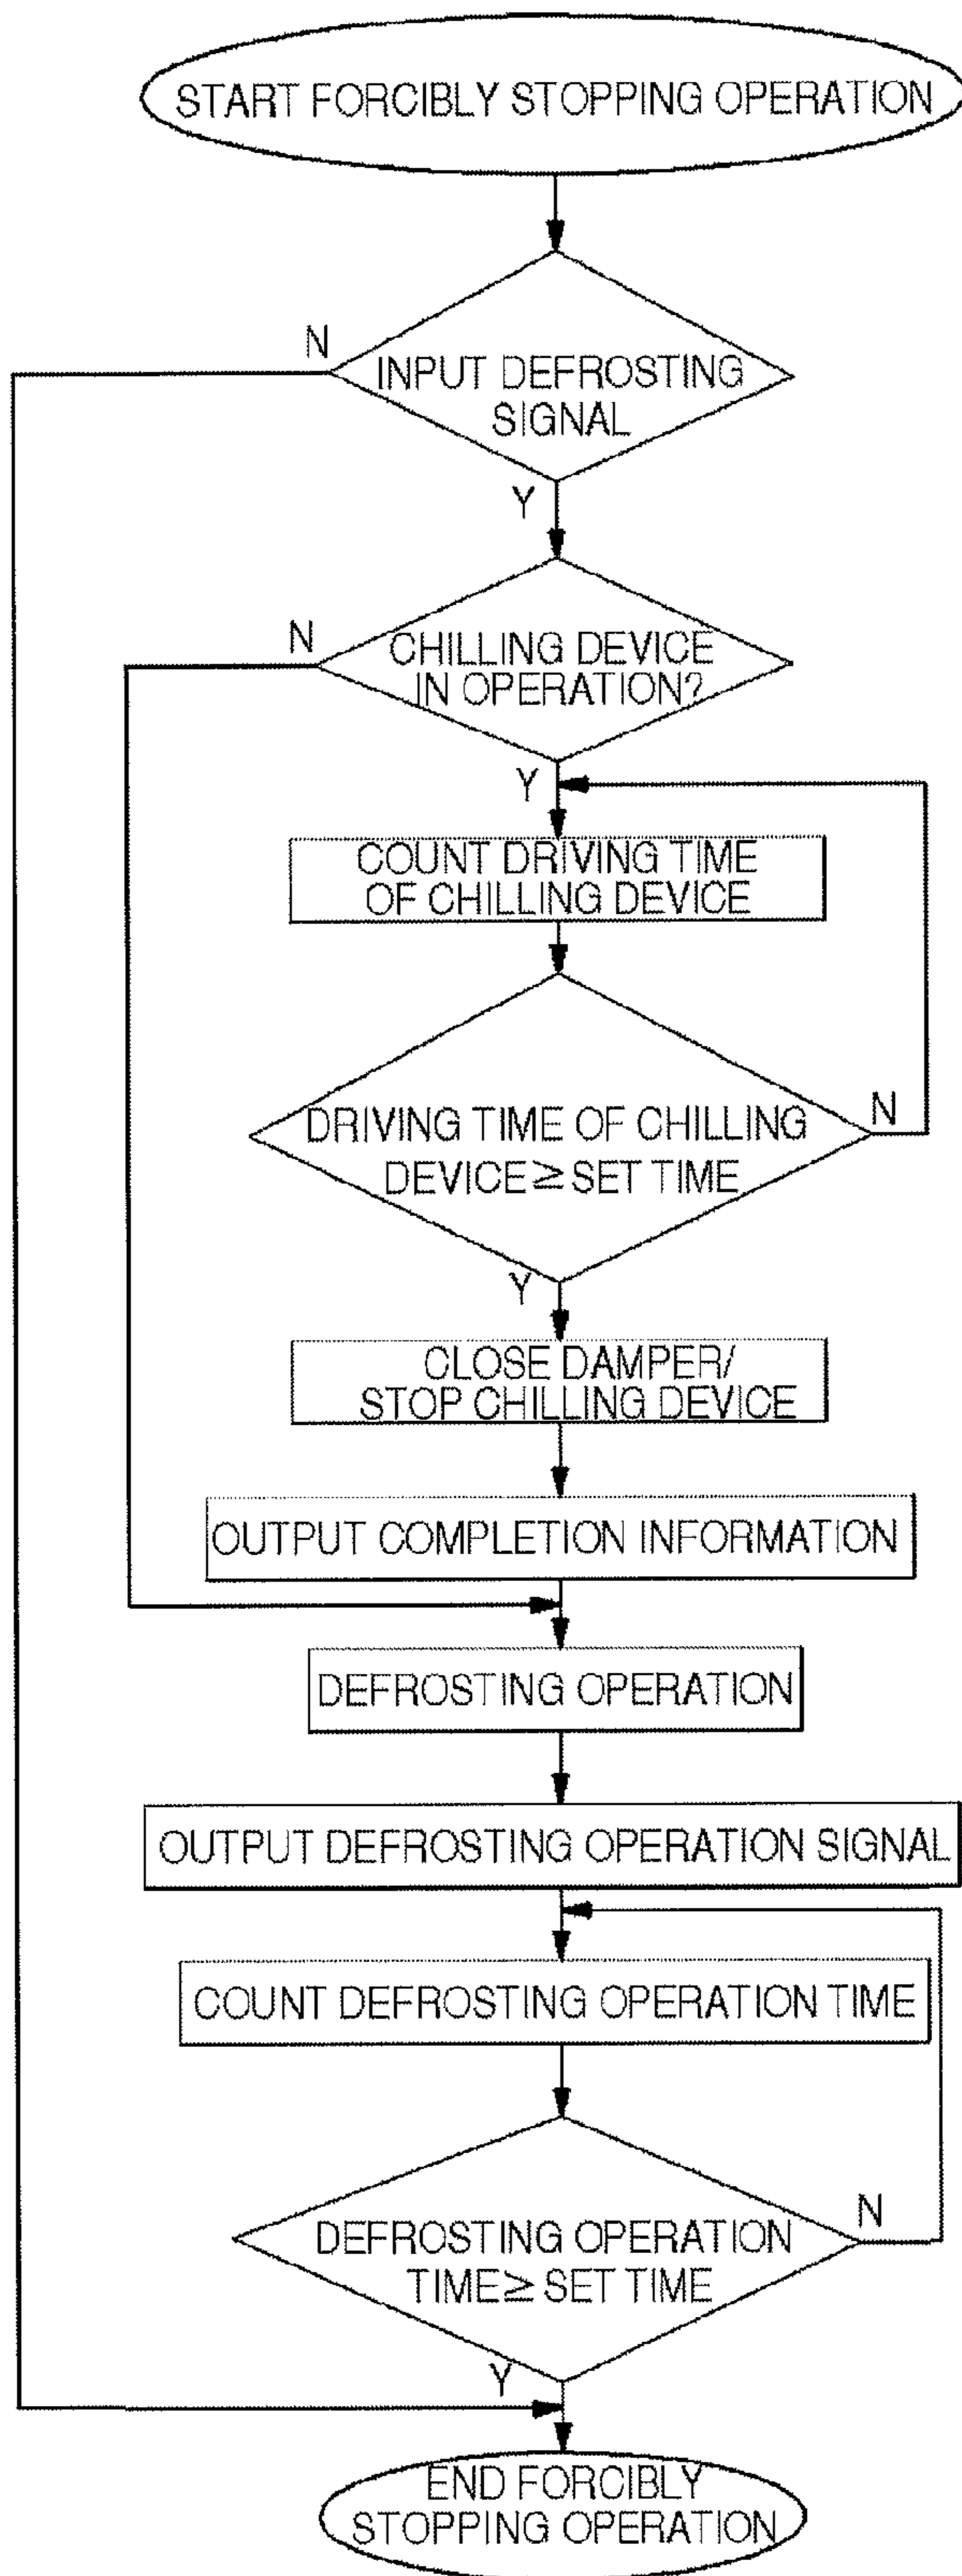 START FORCIBLY STOPPING OPERATION
N
INPUT DEFROSTING
SIGNAL
Y
N
CHILLING DEVICE
IN OPERATION?
Y
COUNT DRIVING TIME
OF CHILLING DEVICE
DRIVING TIME OF CHILLING
DEVICE≥SET TIME
N
Y
CLOSE DAMPER/
STOP CHILLING DEVICE
OUTPUT COMPLETION INFORMATION
DEFROSTING OPERATION
OUTPUT DEFROSTING OPERATION SIGNAL
COUNT DEFROSTING OPERATION TIME
N
DEFROSTING OPERATION
TIME≥SET TIME
Y
END FORCIBLY
STOPPING OPERATION